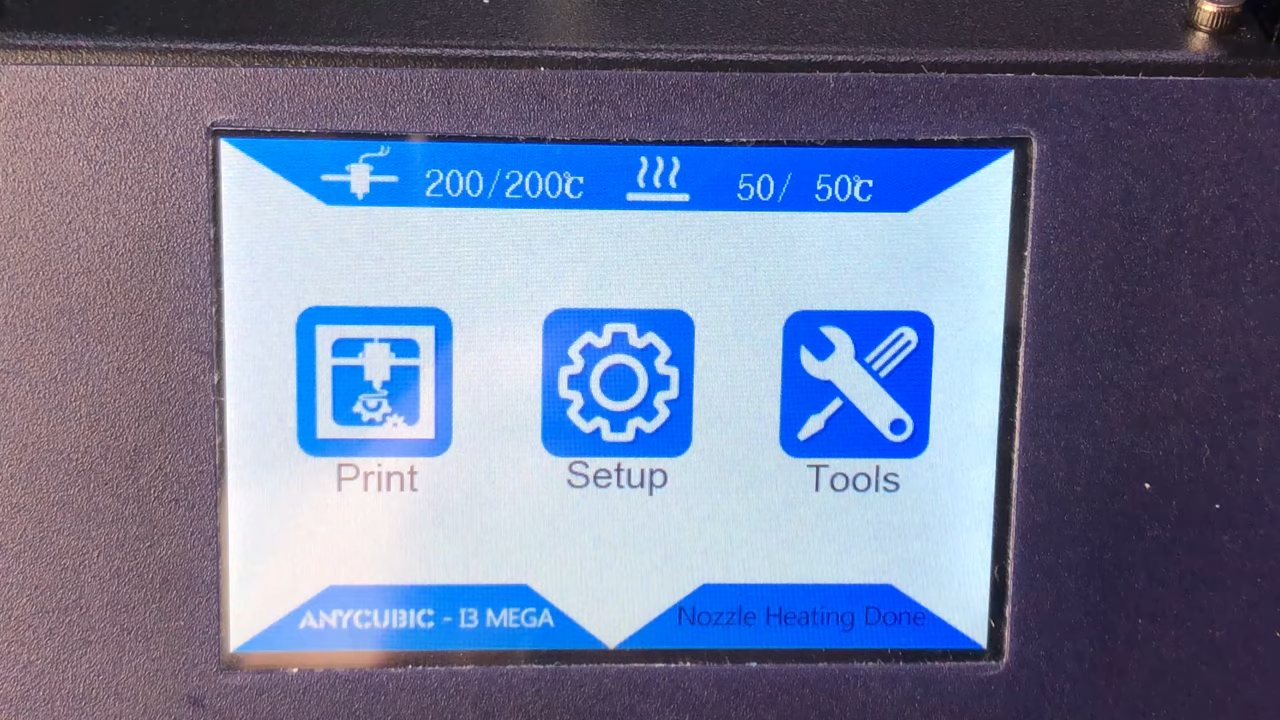 200/200℃ 50/ 50℃
Print Setup Tools
ANYCUBIC - I3 MEGA Nozzle Heating Done